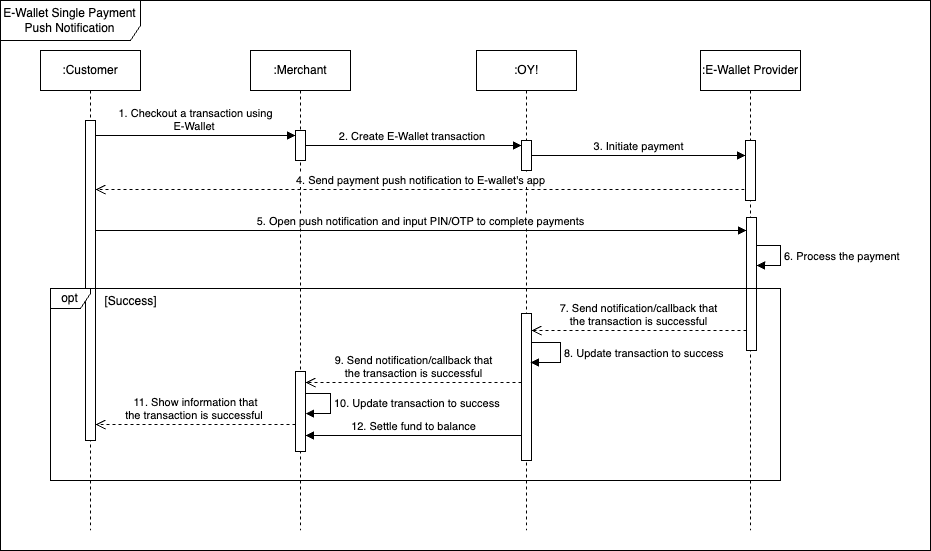 E-Wallet Single Payment
Push Notification
:Customer
:Merchant
:OY!
:E-Wallet Provider
1. Checkout a transaction using
E-Wallet
2. Create E-Wallet transaction
3. Initiate payment
4. Send payment push notification to E-wallet's app
5. Open push notification and input PIN/OTP to complete payments
6. Process the payment
opt
[Success]
7. Send notification/callback that
the transaction is successful
8. Update transaction to success
9. Send notification/callback that
the transaction is successful
10. Update transaction to success
11. Show information that
the transaction is successful
12. Settle fund to balance